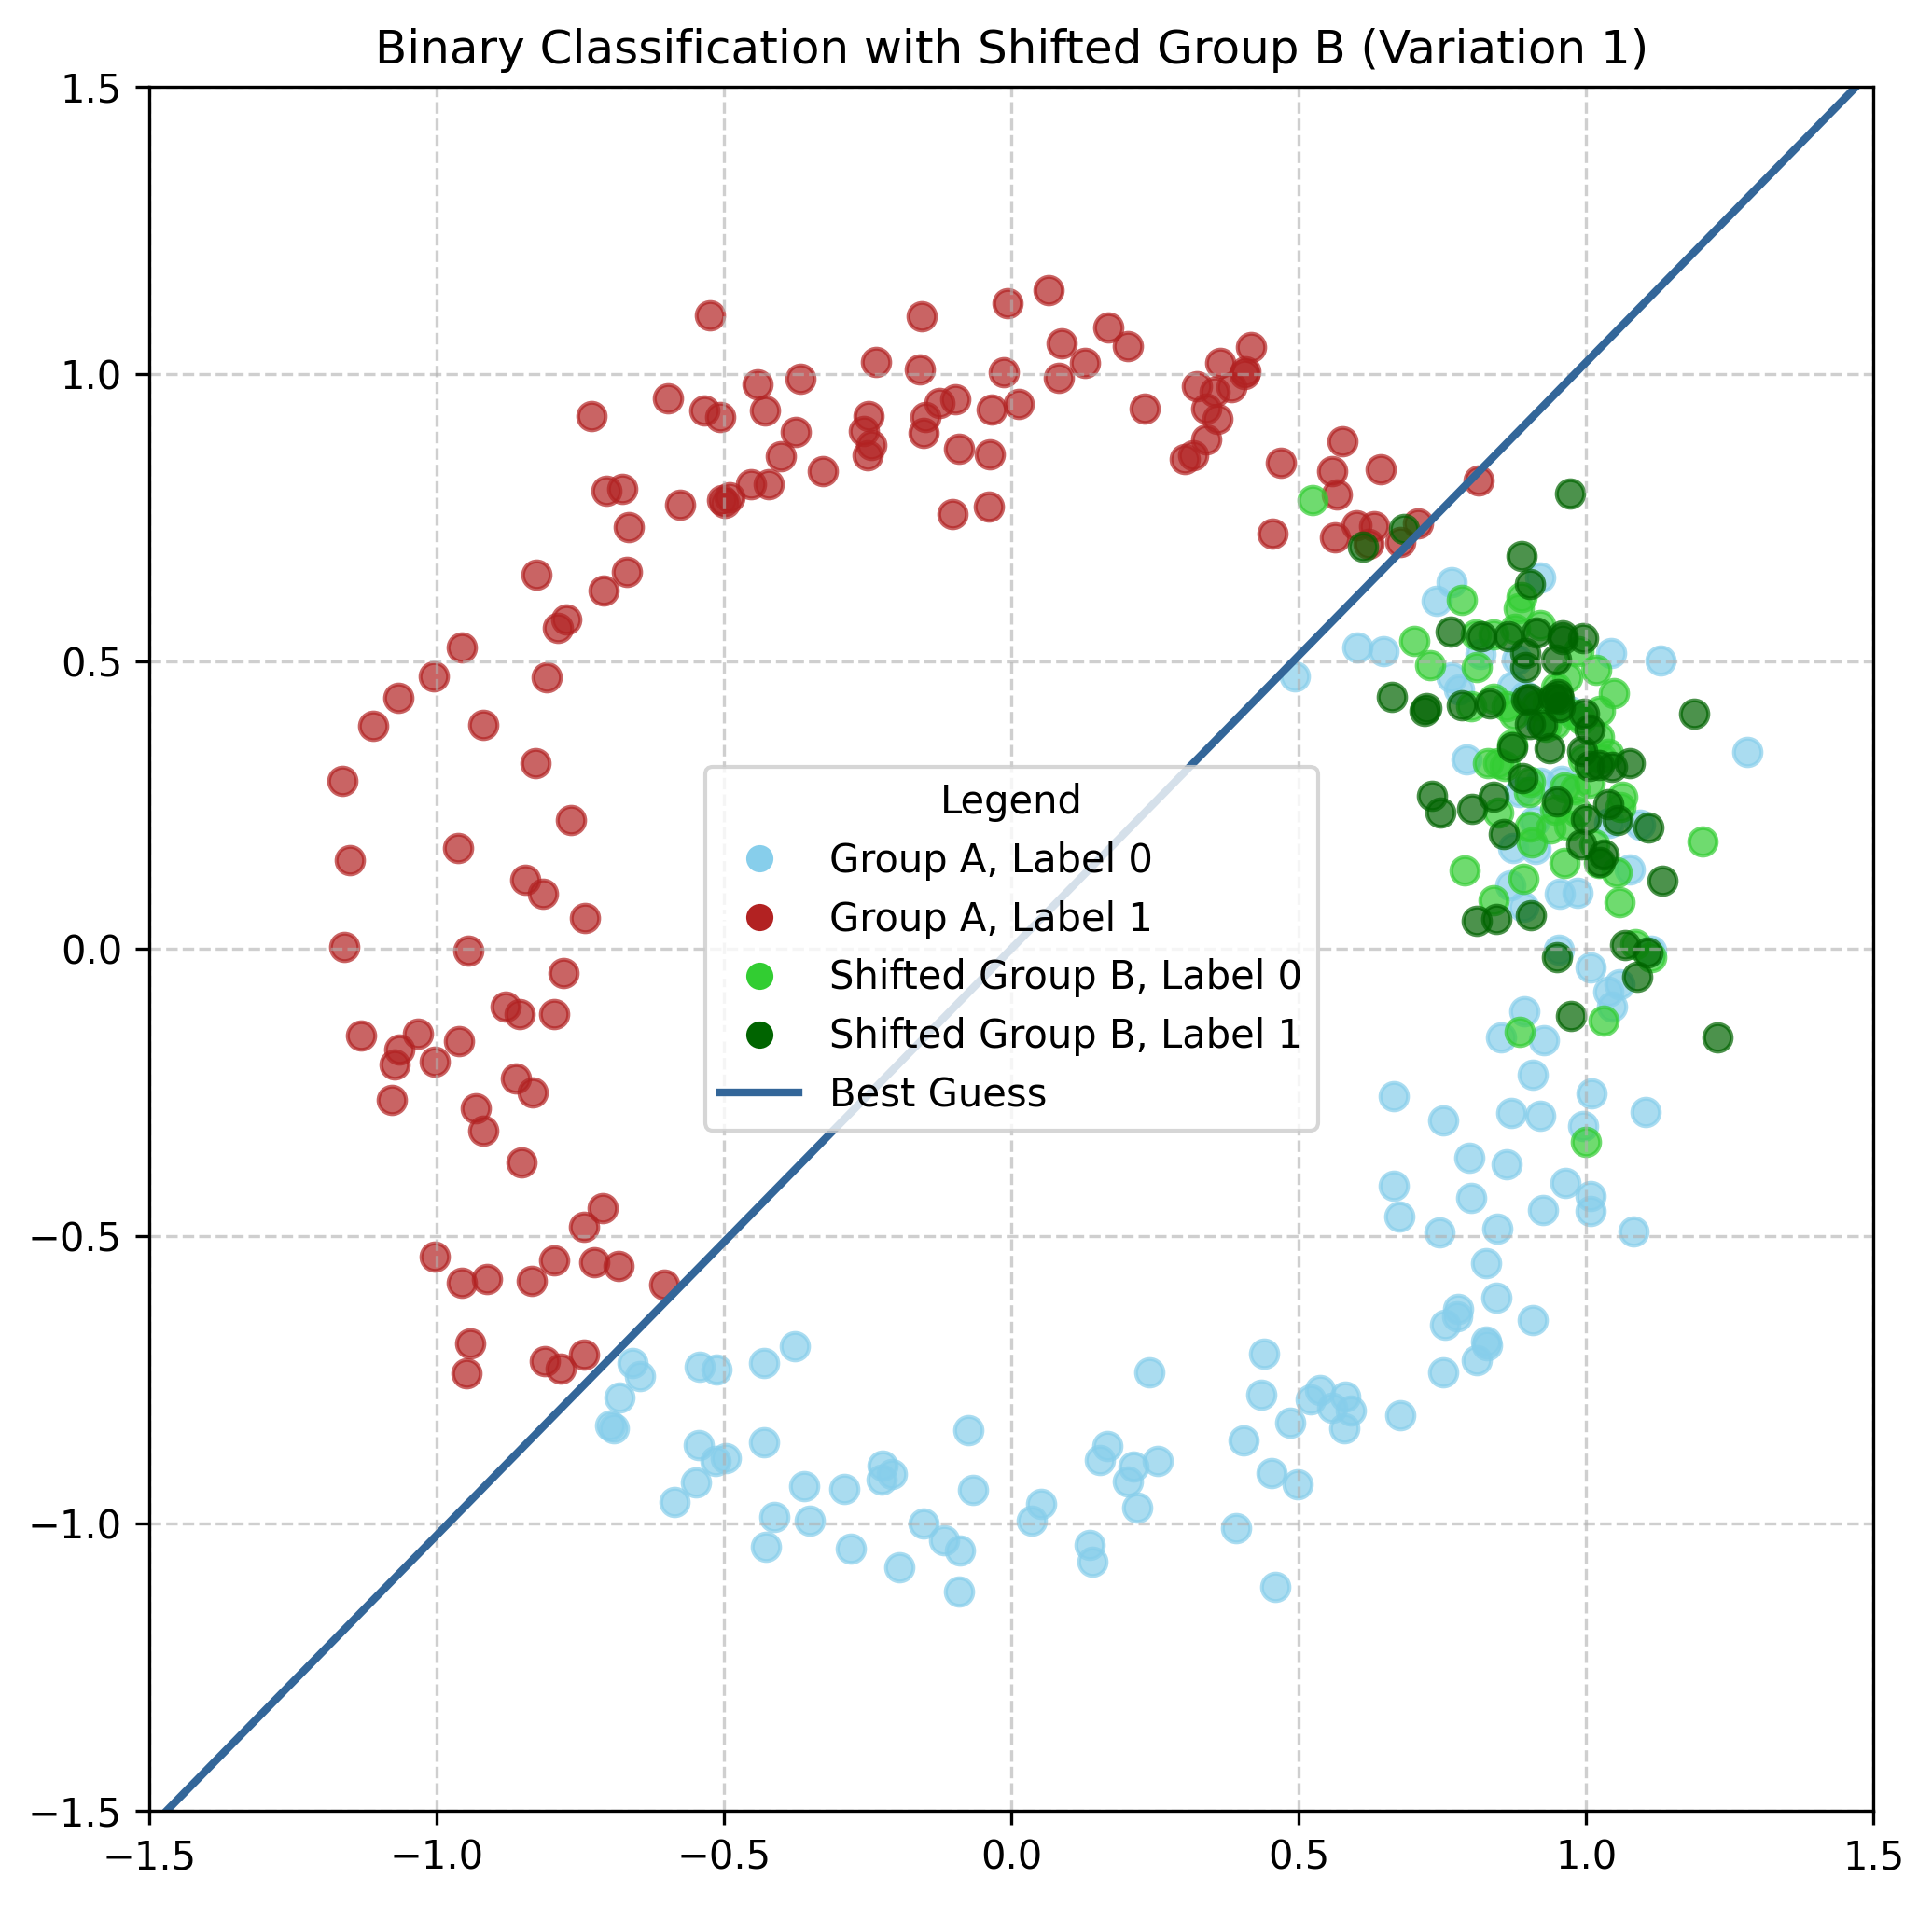 Binary Classification with Shifted Group B (Variation 1)
1.5
1.0
0.5
0.0
−0.5
−1.0
−1.5
Legend
Group A, Label 0
Group A, Label 1
Shifted Group B, Label 0
Shifted Group B, Label 1
Best Guess
−1.5 −1.0 −0.5 0.0 0.5 1.0 1.5